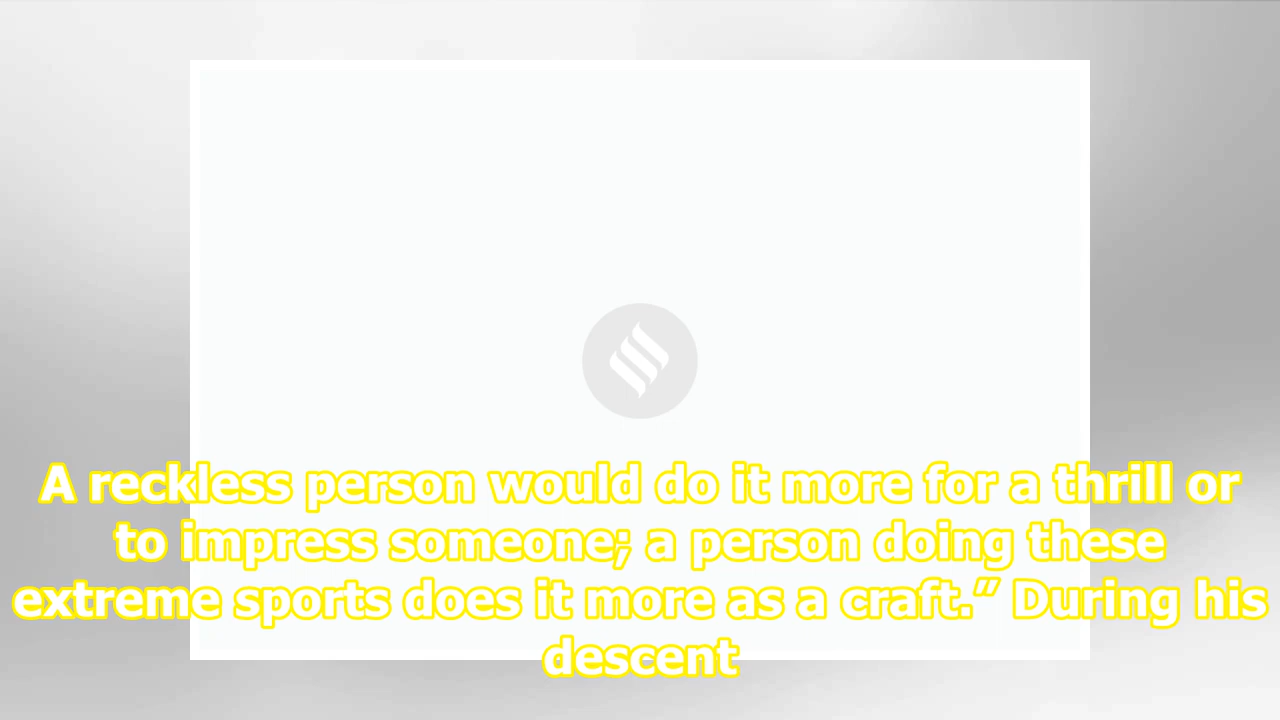 A reckless person would do it more for a thrill or
to impress someone; a person doing these
extreme sports does it more as a craft.” During his
descent